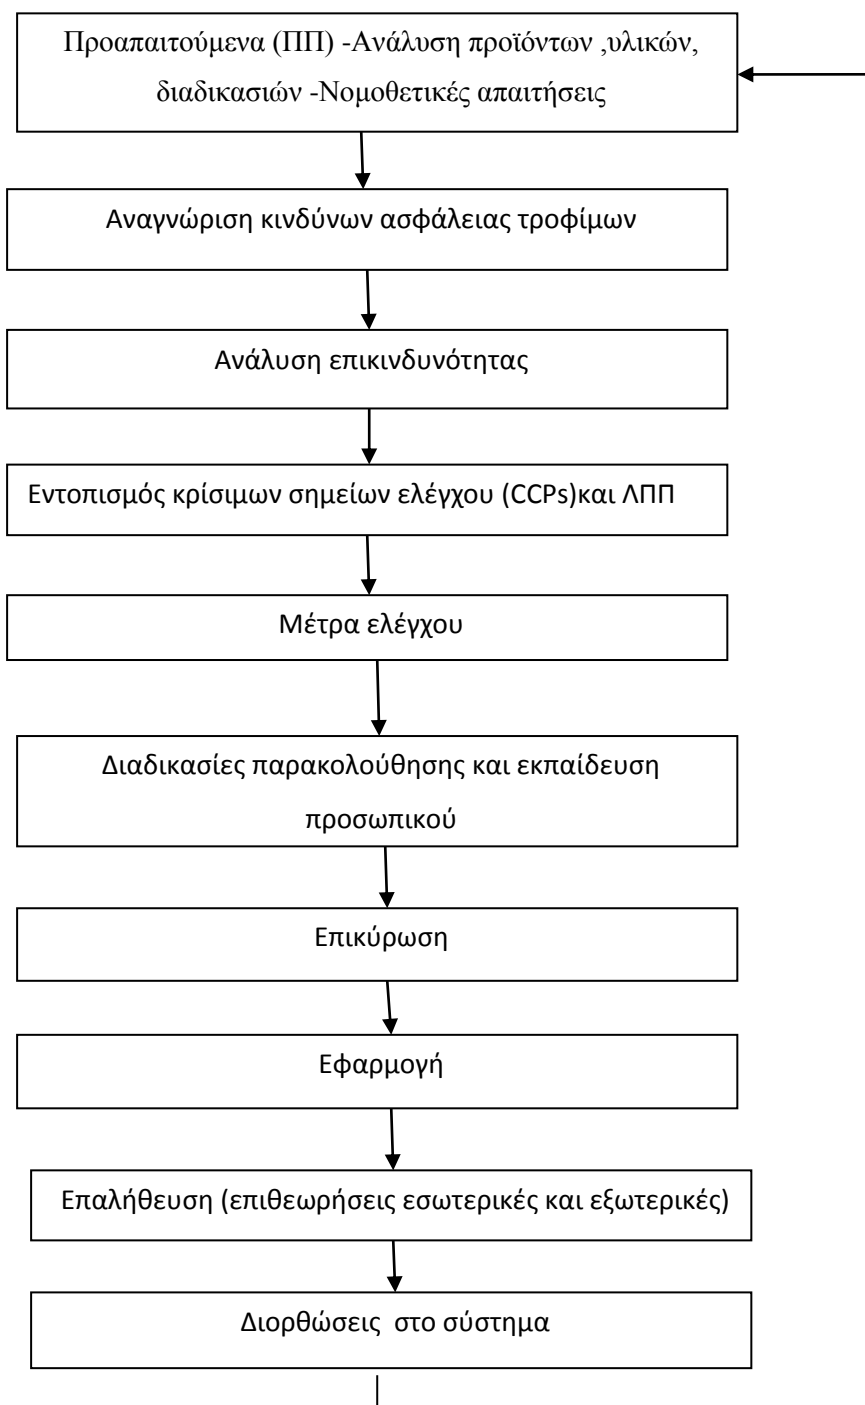 Προαπαιτούμενα (ΠΠ) -Ανάλυση προϊόντων ,υλικών,
διαδικασιών -Νομοθετικές απαιτήσεις
Αναγνώριση κινδύνων ασφάλειας τροφίμων
Ανάλυση επικινδυνότητας
Εντοπισμός κρίσιμων σημείων ελέγχου (CCPs)και ΛΠΠ
Μέτρα ελέγχου
Διαδικασίες παρακολούθησης και εκπαίδευση
προσωπικού
Επικύρωση
Εφαρμογή
Επαλήθευση (επιθεωρήσεις εσωτερικές και εξωτερικές)
Διορθώσεις  στο σύστημα